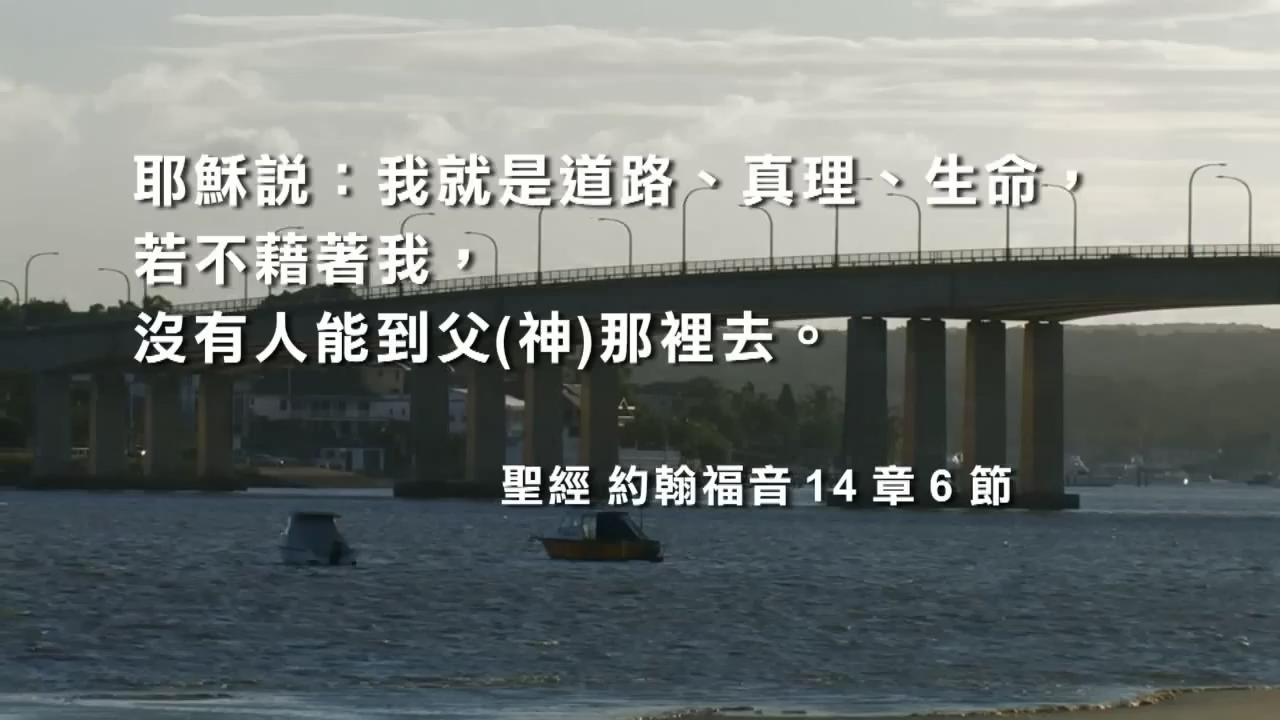 耶穌説：我就是道路、真理、生命，
若不藉著我，
沒有人能到父(神)那裡去。
聖經 約翰福音 14 章 6 節